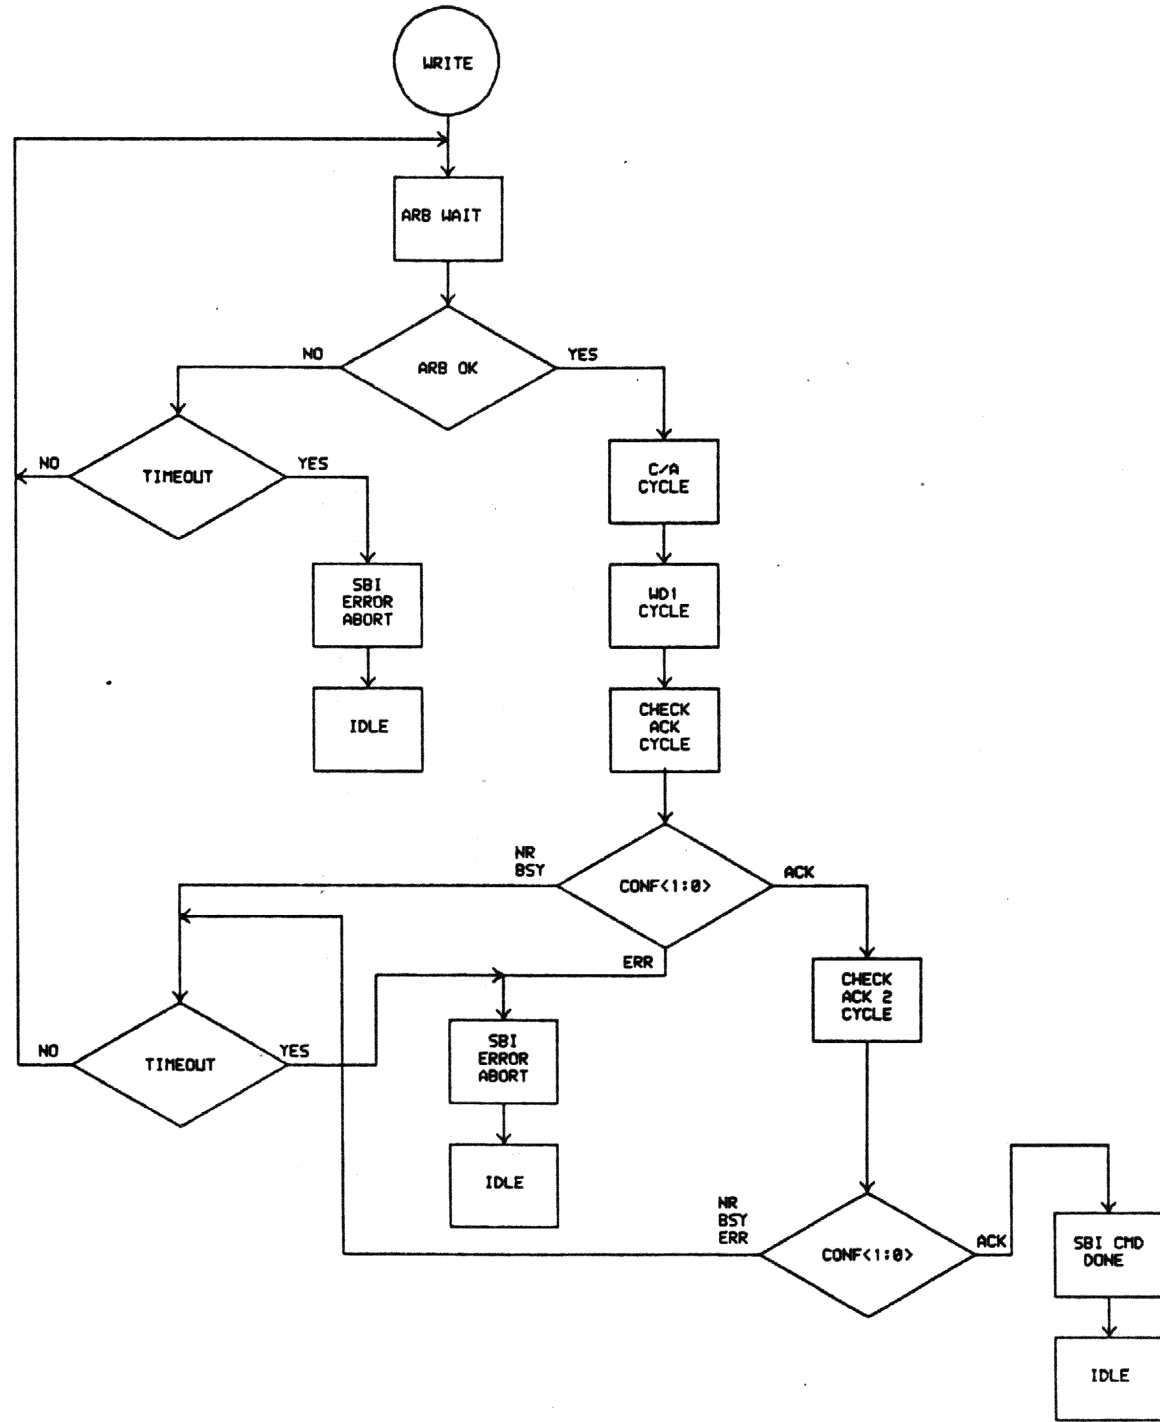 WRITE
ARB WAIT
NO
YES
ARB OK
NO
YES
TIMEOUT
C/A
CYCLE
SBI
ERROR
ABORT
WD1
CYCLE
IDLE
CHECK
ACK
CYCLE
NR
BSY
CONF<1:0>
ACK
ERR
CHECK
ACK 2
CYCLE
NO
YES
TIMEOUT
SBI
ERROR
ABORT
IDLE
NR
BSY
ERR
CONF<1:0>
ACK
SBI CMD
DONE
IDLE